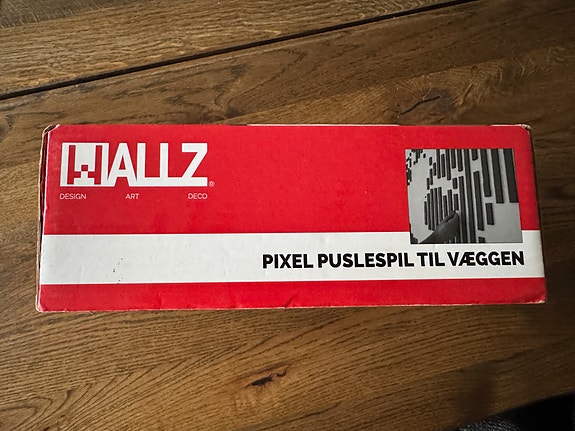 WALLZ®
DESIGN ART DECO
PIXEL PUSLESPIL TIL VÆGGEN